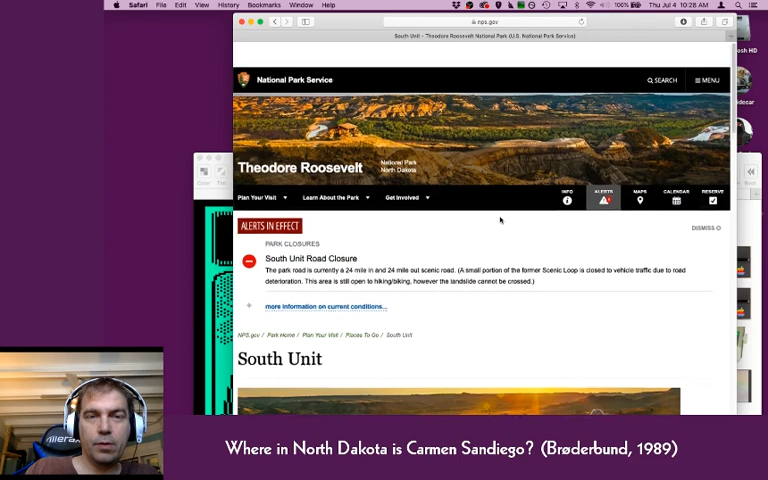 Safari File Edit View History Bookmarks Window Help
100% Thu Jul 4 10:28 AM
nps.gov
South Unit - Theodore Roosevelt National Park (U.S. National Park Service)
National Park Service
SEARCH MENU
Theodore Roosevelt National Park
North Dakota
Plan Your Visit Learn About the Park Get Involved
INFO ALERTS MAPS CALENDAR RESERVE
ALERTS IN EFFECT
DISMISS
PARK CLOSURES
South Unit Road Closure
The park road is currently a 24 mile in and 24 mile out scenic road. (A small portion of the former Scenic Loop is closed to vehicle traffic due to road
deterioration. This area is still open to hiking/biking, however the landslide cannot be crossed.)
more information on current conditions...
NPS.gov / Park Home / Plan Your Visit / Places To Go / South Unit
South Unit
Where in North Dakota is Carmen Sandiego? (Brøderbund, 1989)